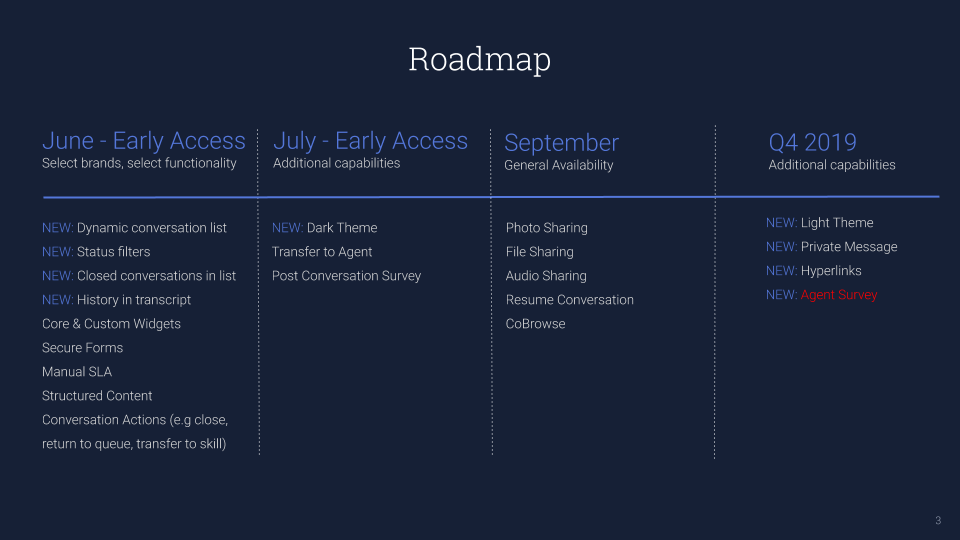 Roadmap
June - Early Access
Select brands, select functionality
NEW: Dynamic conversation list
NEW: Status filters
NEW: Closed conversations in list
NEW: History in transcript
Core & Custom Widgets
Secure Forms
Manual SLA
Structured Content
Conversation Actions (e.g close,
return to queue, transfer to skill)
July - Early Access
Additional capabilities
NEW: Dark Theme
Transfer to Agent
Post Conversation Survey
September
General Availability
Photo Sharing
File Sharing
Audio Sharing
Resume Conversation
CoBrowse
Q4 2019
Additional capabilities
NEW: Light Theme
NEW: Private Message
NEW: Hyperlinks
NEW: Agent Survey
3